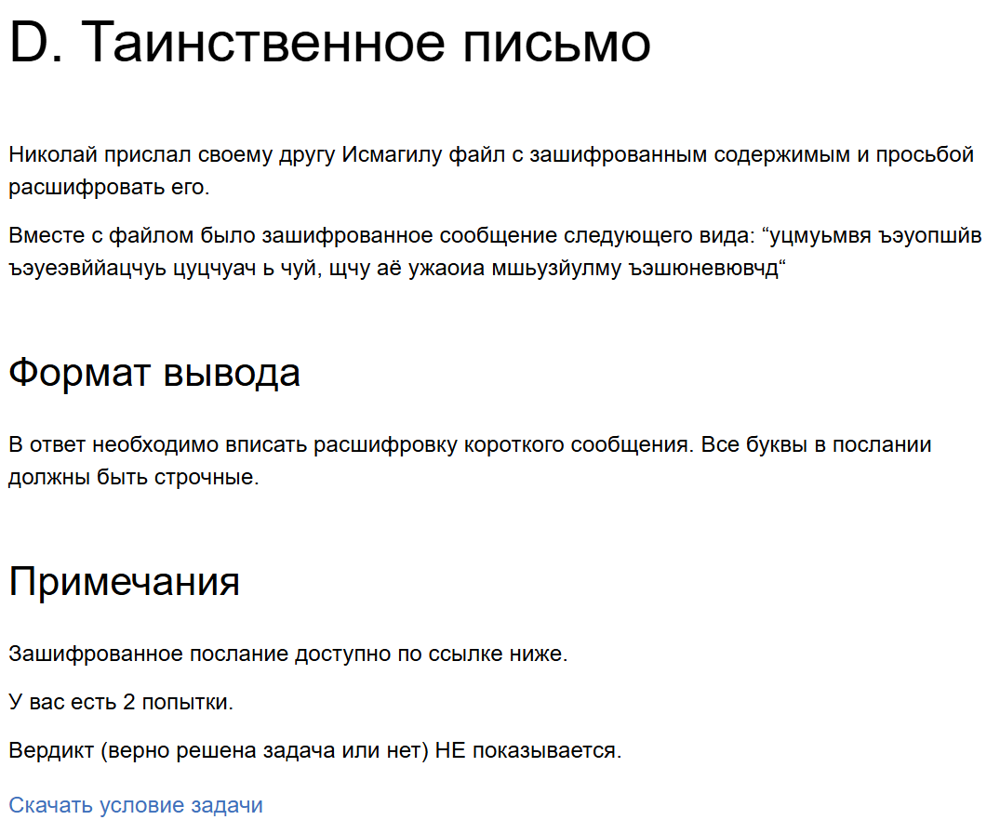 D. Таинственное письмо
Николай прислал своему другу Исмагилу файл с зашифрованным содержимым и просьбой
расшифровать его.
Вместе с файлом было зашифрованное сообщение следующего вида: “уцмуьмвя ъэуопшйв
ъэуеэвййацчуь цуцчуач ь чуй, щчу аё ужаоиа мшьузйулму ъэшюневювчд“
Формат вывода
В ответ необходимо вписать расшифровку короткого сообщения. Все буквы в послании
должны быть строчные.
Примечания
Зашифрованное послание доступно по ссылке ниже.
У вас есть 2 попытки.
Вердикт (верно решена задача или нет) НЕ показывается.
Скачать условие задачи